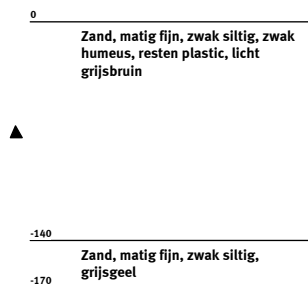 0
Zand, matig fijn, zwak siltig, zwak
humeus, resten plastic, licht
grijsbruin
-140
Zand, matig fijn, zwak siltig,
grijsgeel
-170